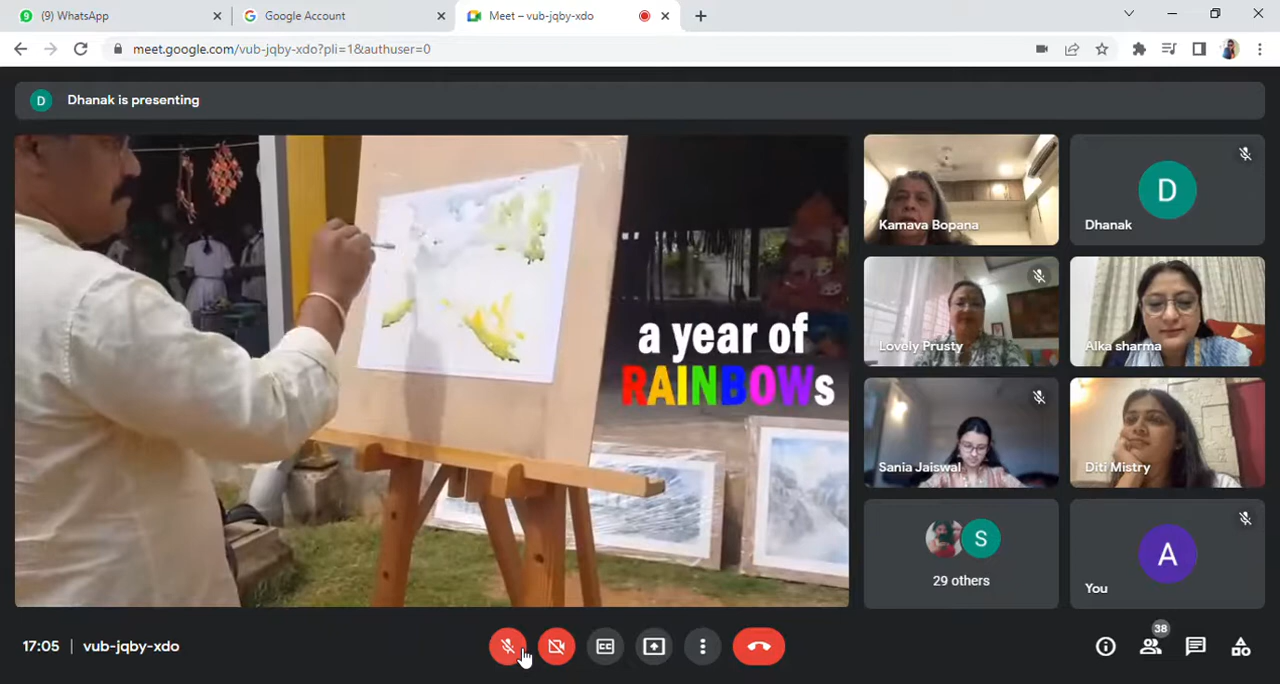 (9) WhatsApp
Google Account
Meet – vub-jqby-xdo
meet.google.com/vub-jqby-xdo?pli=1&authuser=0
D
Dhanak is presenting
a year of
RAINBOWs
Kamava Bopana
D
Dhanak
Lovely Prusty
Alka sharma
Sania Jaiswal
Diti Mistry
S
29 others
A
You
17:05 | vub-jqby-xdo
CC
38